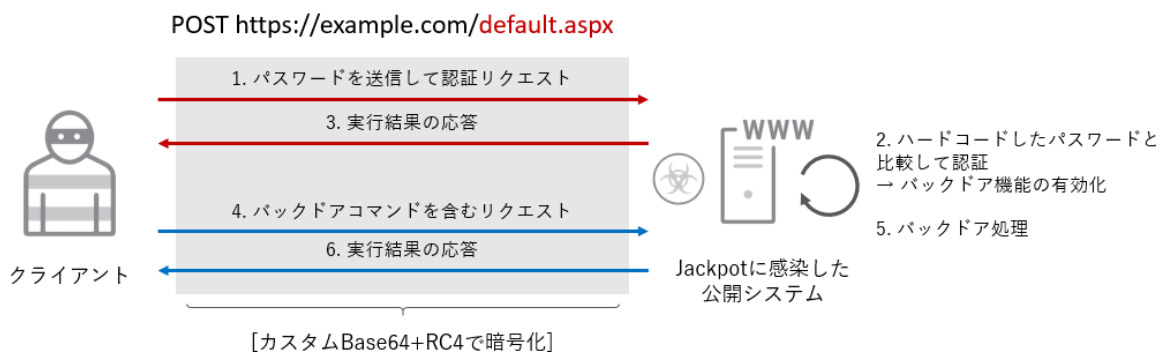 POST https://example.com/default.aspx
1. パスワードを送信して認証リクエスト
3. 実行結果の応答
WWW
2. ハードコードしたパスワードと
比較して認証
→ バックドア機能の有効化
4. バックドアコマンドを含むリクエスト
5. バックドア処理
6. 実行結果の応答
クライアント
Jackpotに感染した
公開システム
[カスタムBase64+RC4で暗号化]